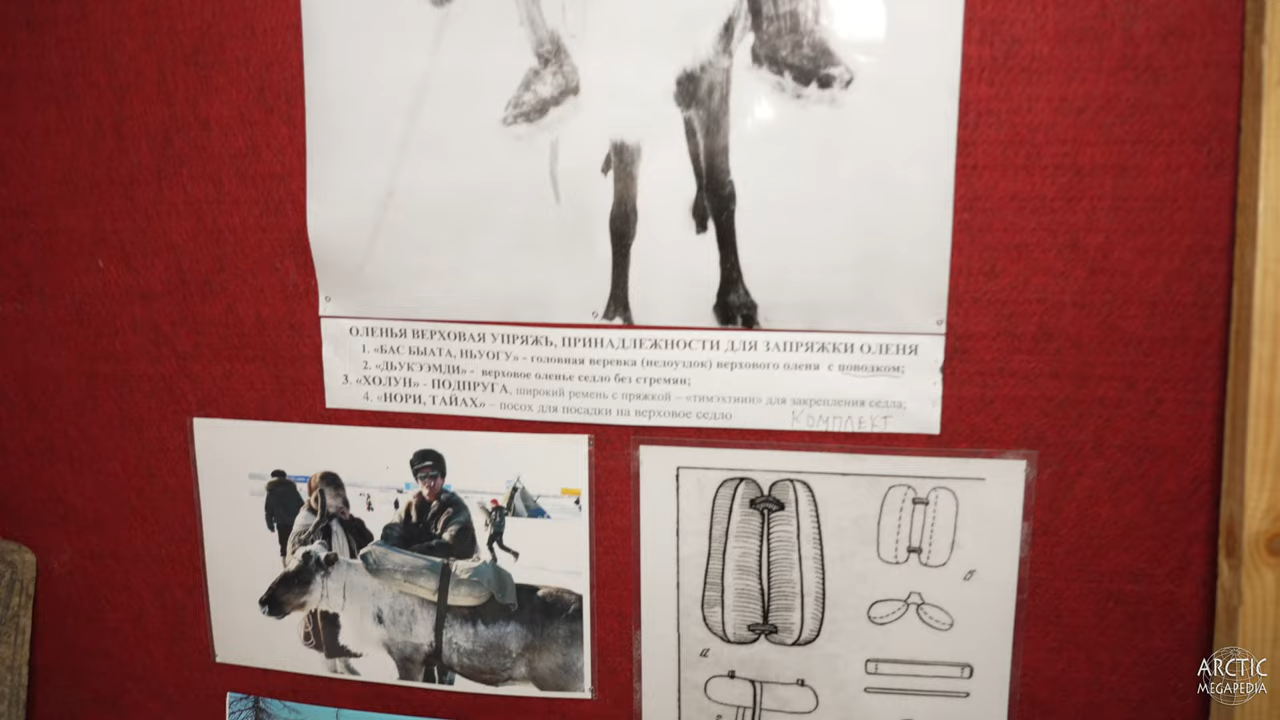 ОЛЕНЬЯ ВЕРХОВАЯ УПРЯЖЬ, ПРИНАДЛЕЖНОСТИ ДЛЯ ЗАПРЯЖКИ ОЛЕНЯ
1. «БАС БЫАТА, НЬУОГУ» - головная веревка (недоуздок) верхового оленя с поводком;
2. «ДЬУКЭЭМДИ» - верховое оленье седло без стремян;
3. «ХОЛУН» - ПОДПРУГА, широкий ремень с пряжкой – «тимэхтиин» для закрепления седла;
4. «НОРИ, ТАЙАХ» – посох для посадки на верховое седло
КОМПЛЕКТ
а
б
ARCTIC
MEGAPEDIA